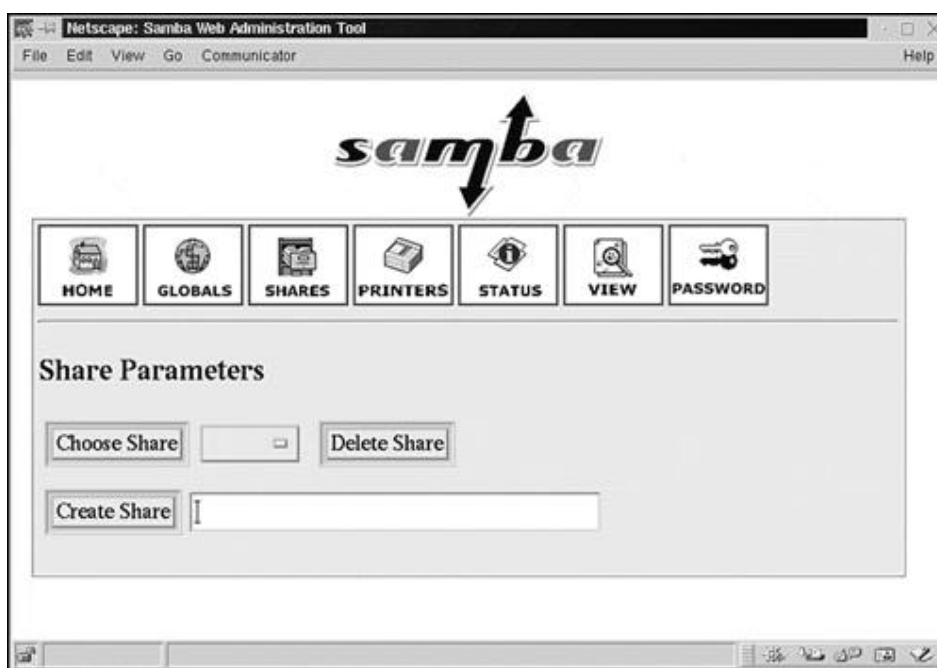 Netscape: Samba Web Administration Tool
File Edit View Go Communicator Help
samba
HOME GLOBALS SHARES PRINTERS STATUS VIEW PASSWORD
Share Parameters
Choose Share Delete Share
Create Share